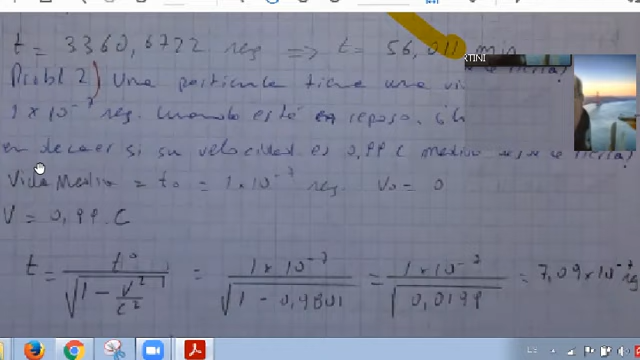 t = 3360,6722 seg ⇒ t = 56,011 min
RTINI
Probl 2) Una particula tiene una vi
1 x 10⁻⁷ seg. cuando está en reposo.
en decaer si su velocidad es 0,99 C medido
Vida Media = t₀ = 1 x 10⁻⁷ seg. V₀ = 0
V = 0,99 . C
t = t₀ / √(1 - V²/C²) = 1 x 10⁻⁷ / √(1 - 0,9801) = 1 x 10⁻⁷ / √0,0199 = 7,09 x 10⁻⁷ seg